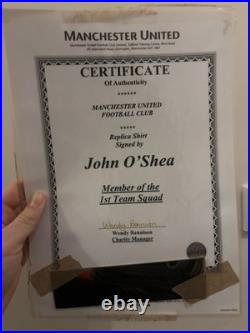 MANCHESTER UNITED
CERTIFICATE
Of Authenticity
MANCHESTER UNITED
FOOTBALL CLUB
Replica Shirt
Signed by
John O'Shea
Member of the
1st Team Squad
Wendy Rannison
Charity Manager